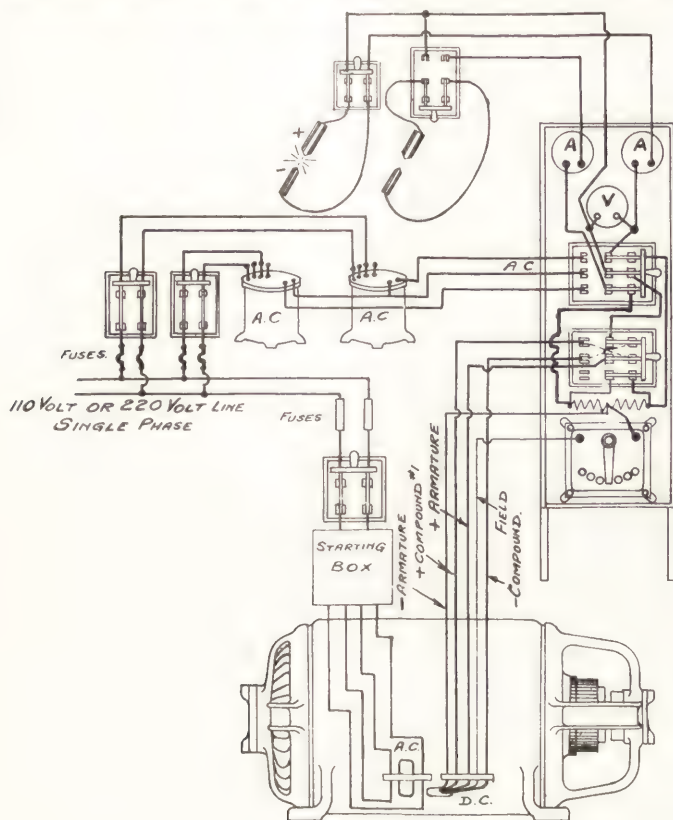 +
-
A
A
V
A C
A.C
A.C
FUSES.
110 VOLT OR 220 VOLT LINE
SINGLE PHASE
FUSES
STARTING
BOX
-ARMATURE
+COMPOUND #1
+ARMATURE
FIELD
-COMPOUND.
A.C.
D.C.